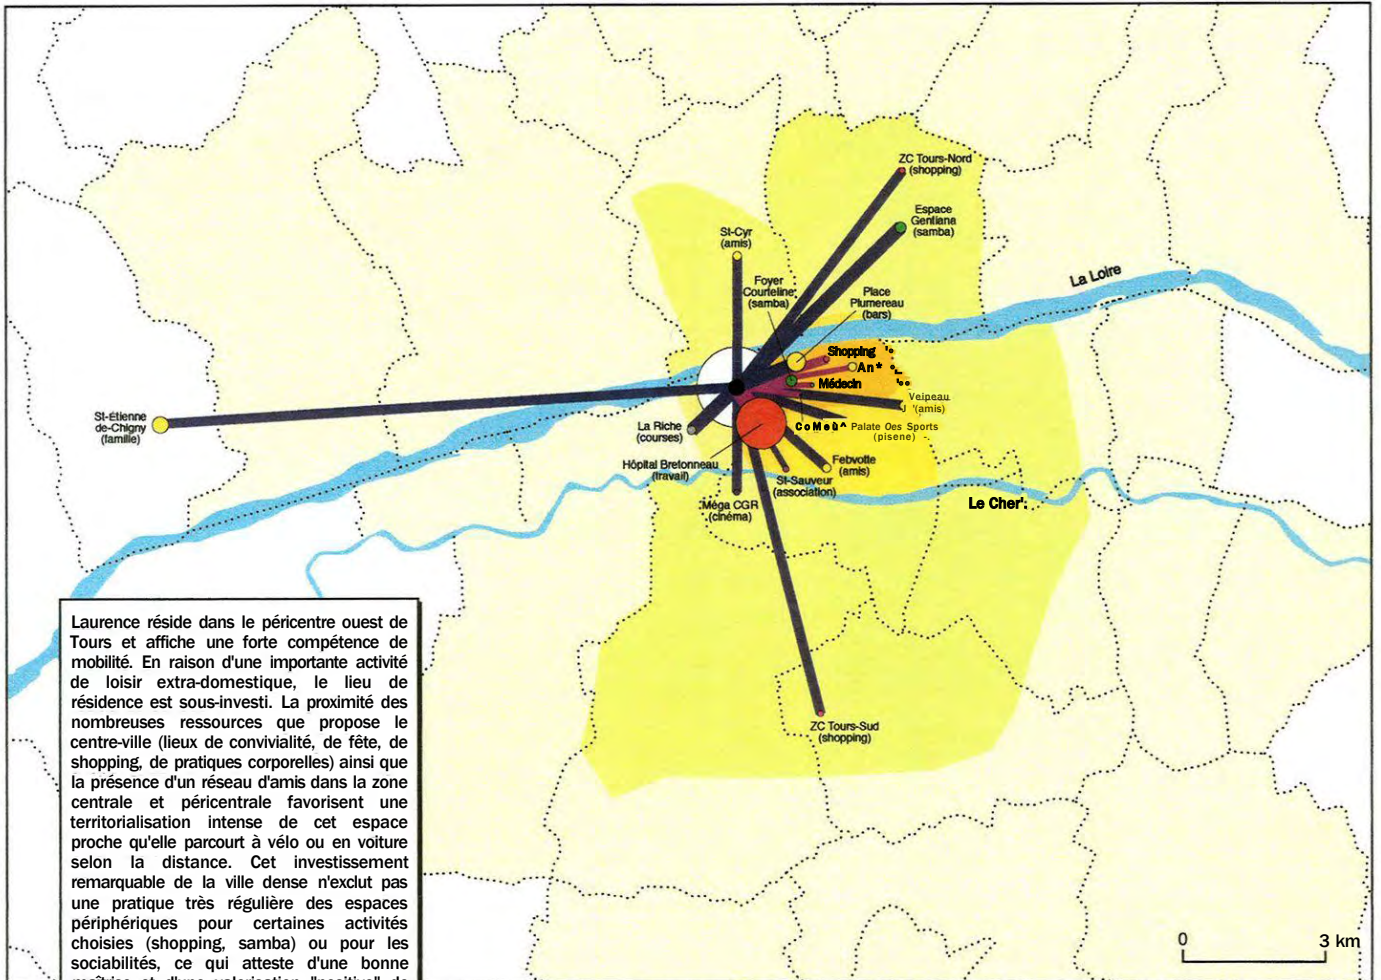 ZC Tours-Nord
(shopping)
Espace
Gentiana
(samba)
St-Cyr
(amis)
La Loire
Foyer
Courteline
(samba)
Place
Plumereau
(bars)
Shopping
An*
Médecin
Veipeau
(amis)
St-Étienne
de-Chigny
(famille)
La Riche
(courses)
CoMeù^ Palate Oes Sports
(pisene)
Hôpital Bretonneau
(travail)
Febvotte
(amis)
St-Sauveur
(association)
Méga CGR
(cinéma)
Le Cher':
ZC Tours-Sud
(shopping)
Laurence réside dans le péricentre ouest de
Tours et affiche une forte compétence de
mobilité. En raison d'une importante activité
de loisir extra-domestique, le lieu de
résidence est sous-investi. La proximité des
nombreuses ressources que propose le
centre-ville (lieux de convivialité, de fête, de
shopping, de pratiques corporelles) ainsi que
la présence d'un réseau d'amis dans la zone
centrale et péricentrale favorisent une
territorialisation intense de cet espace
proche qu'elle parcourt à vélo ou en voiture
selon la distance. Cet investissement
remarquable de la ville dense n'exclut pas
une pratique très régulière des espaces
périphériques pour certaines activités
choisies (shopping, samba) ou pour les
sociabilités, ce qui atteste d'une bonne
0 3 km